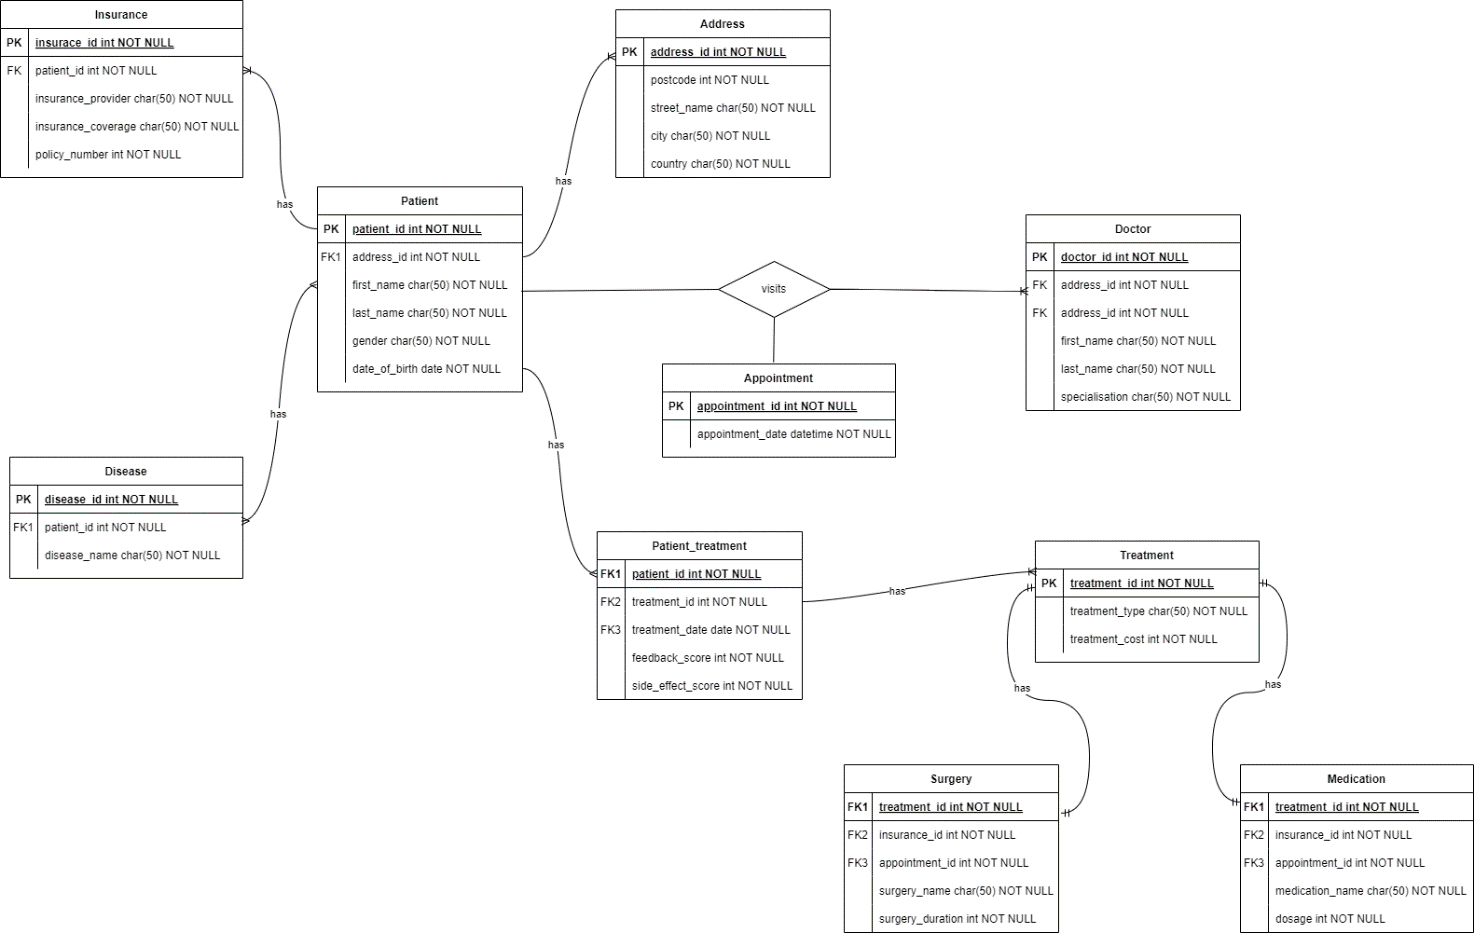 Insurance
PK insurace_id int NOT NULL
FK patient_id int NOT NULL
insurance_provider char(50) NOT NULL
insurance_coverage char(50) NOT NULL
policy_number int NOT NULL
has
Address
PK address_id int NOT NULL
postcode int NOT NULL
street_name char(50) NOT NULL
city char(50) NOT NULL
country char(50) NOT NULL
has
Patient
PK patient_id int NOT NULL
FK1 address_id int NOT NULL
first_name char(50) NOT NULL
last_name char(50) NOT NULL
gender char(50) NOT NULL
date_of_birth date NOT NULL
visits
Doctor
PK doctor_id int NOT NULL
FK address_id int NOT NULL
FK address_id int NOT NULL
first_name char(50) NOT NULL
last_name char(50) NOT NULL
specialisation char(50) NOT NULL
Appointment
PK appointment_id int NOT NULL
appointment_date datetime NOT NULL
has
has
Disease
PK disease_id int NOT NULL
FK1 patient_id int NOT NULL
disease_name char(50) NOT NULL
Patient_treatment
FK1 patient_id int NOT NULL
FK2 treatment_id int NOT NULL
FK3 treatment_date date NOT NULL
feedback_score int NOT NULL
side_effect_score int NOT NULL
has
Treatment
PK treatment_id int NOT NULL
treatment_type char(50) NOT NULL
treatment_cost int NOT NULL
has
has
Surgery
FK1 treatment_id int NOT NULL
FK2 insurance_id int NOT NULL
FK3 appointment_id int NOT NULL
surgery_name char(50) NOT NULL
surgery_duration int NOT NULL
Medication
FK1 treatment_id int NOT NULL
FK2 insurance_id int NOT NULL
FK3 appointment_id int NOT NULL
medication_name char(50) NOT NULL
dosage int NOT NULL